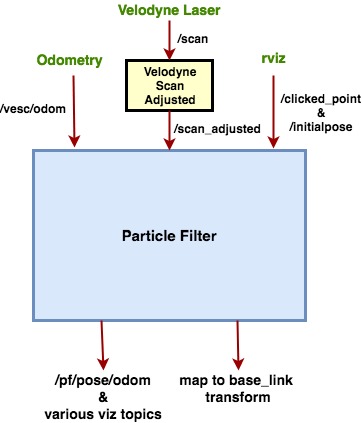 Velodyne Laser
/scan
Odometry
Velodyne
Scan
Adjusted
rviz
/vesc/odom
/clicked_point
&
/initialpose
/scan_adjusted
Particle Filter
/pf/pose/odom
&
various viz topics
map to base_link
transform